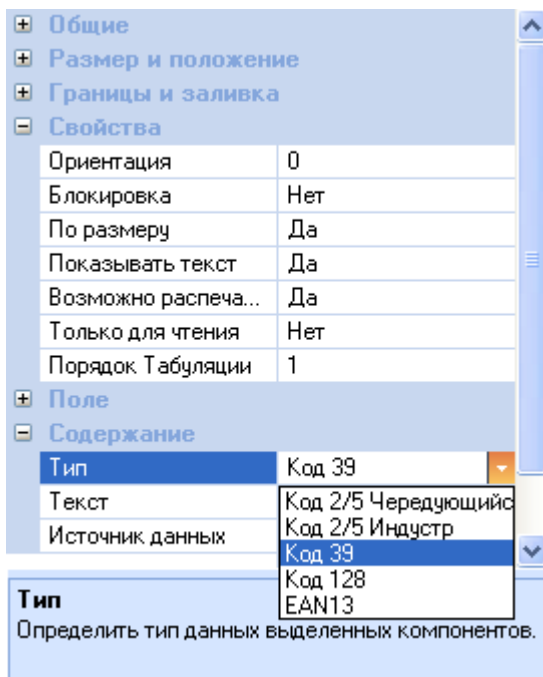 Общие
Размер и положение
Границы и заливка
Свойства
Ориентация 0
Блокировка Нет
По размеру Да
Показывать текст Да
Возможно распеча... Да
Только для чтения Нет
Порядок Табуляции 1
Поле
Содержание
Тип Код 39
Текст Код 2/5 Чередующийс
Код 2/5 Индустр
Источник данных Код 39
Код 128
EAN13
Тип
Определить тип данных выделенных компонентов.